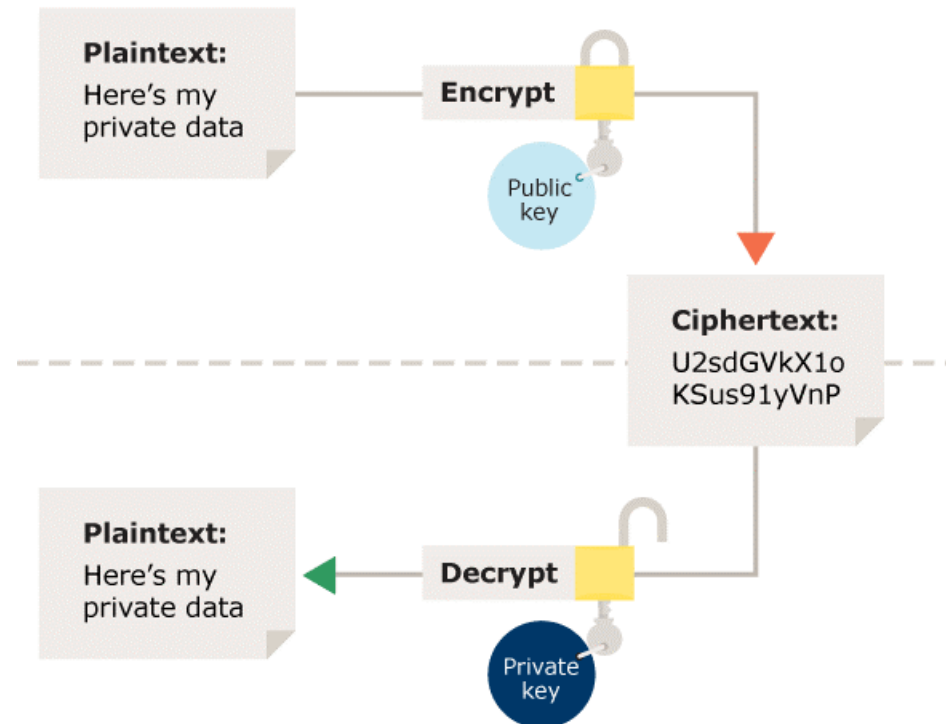 Plaintext:
Here's my
private data
Encrypt
Public
key
Ciphertext:
U2sdGVkX1o
KSus91yVnP
Plaintext:
Here's my
private data
Decrypt
Private
key